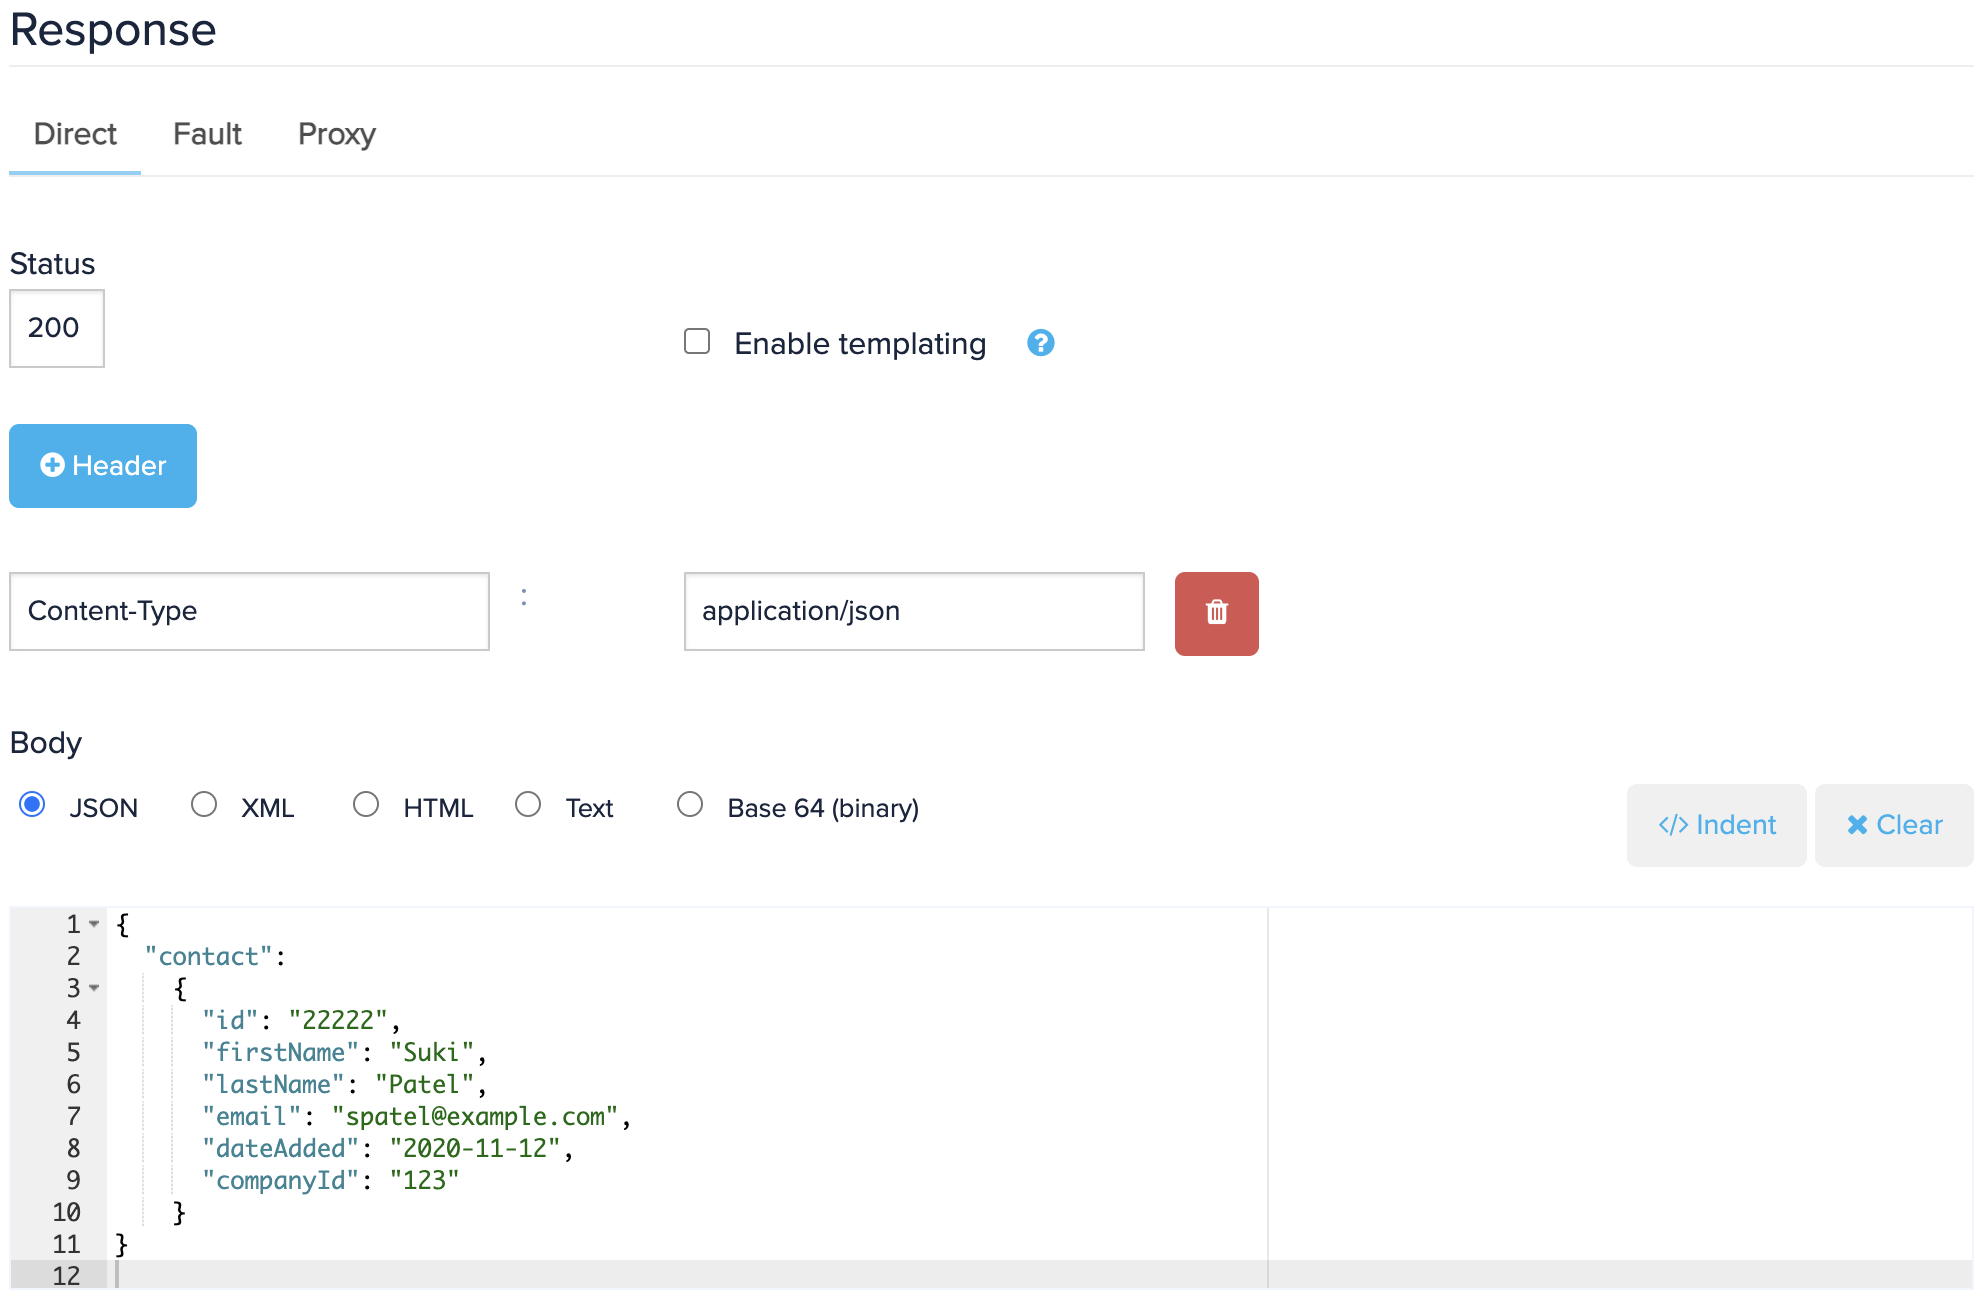 Response
Direct Fault Proxy
Status
200
Enable templating ?
Header
Content-Type : application/json
Body
JSON XML HTML Text Base 64 (binary)
</> Indent Clear
1 {
2 "contact":
3 {
4 "id": "22222",
5 "firstName": "Suki",
6 "lastName": "Patel",
7 "email": "spatel@example.com",
8 "dateAdded": "2020-11-12",
9 "companyId": "123"
10 }
11 }
12